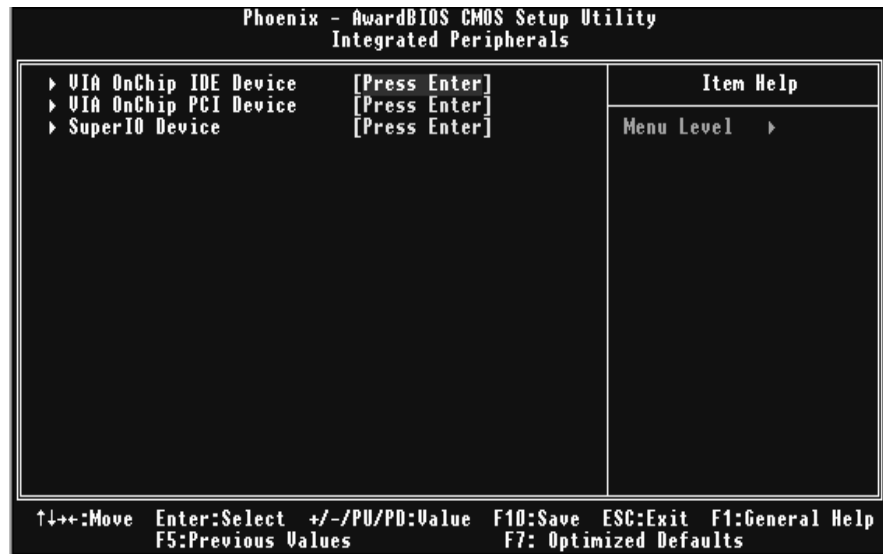 Phoenix - AwardBIOS CMOS Setup Utility
Integrated Peripherals
▸ VIA OnChip IDE Device [Press Enter]
▸ VIA OnChip PCI Device [Press Enter]
▸ SuperIO Device [Press Enter]
Item Help
Menu Level ▸
↑↓→←:Move Enter:Select +/-/PU/PD:Value F10:Save ESC:Exit F1:General Help
F5:Previous Values F7: Optimized Defaults